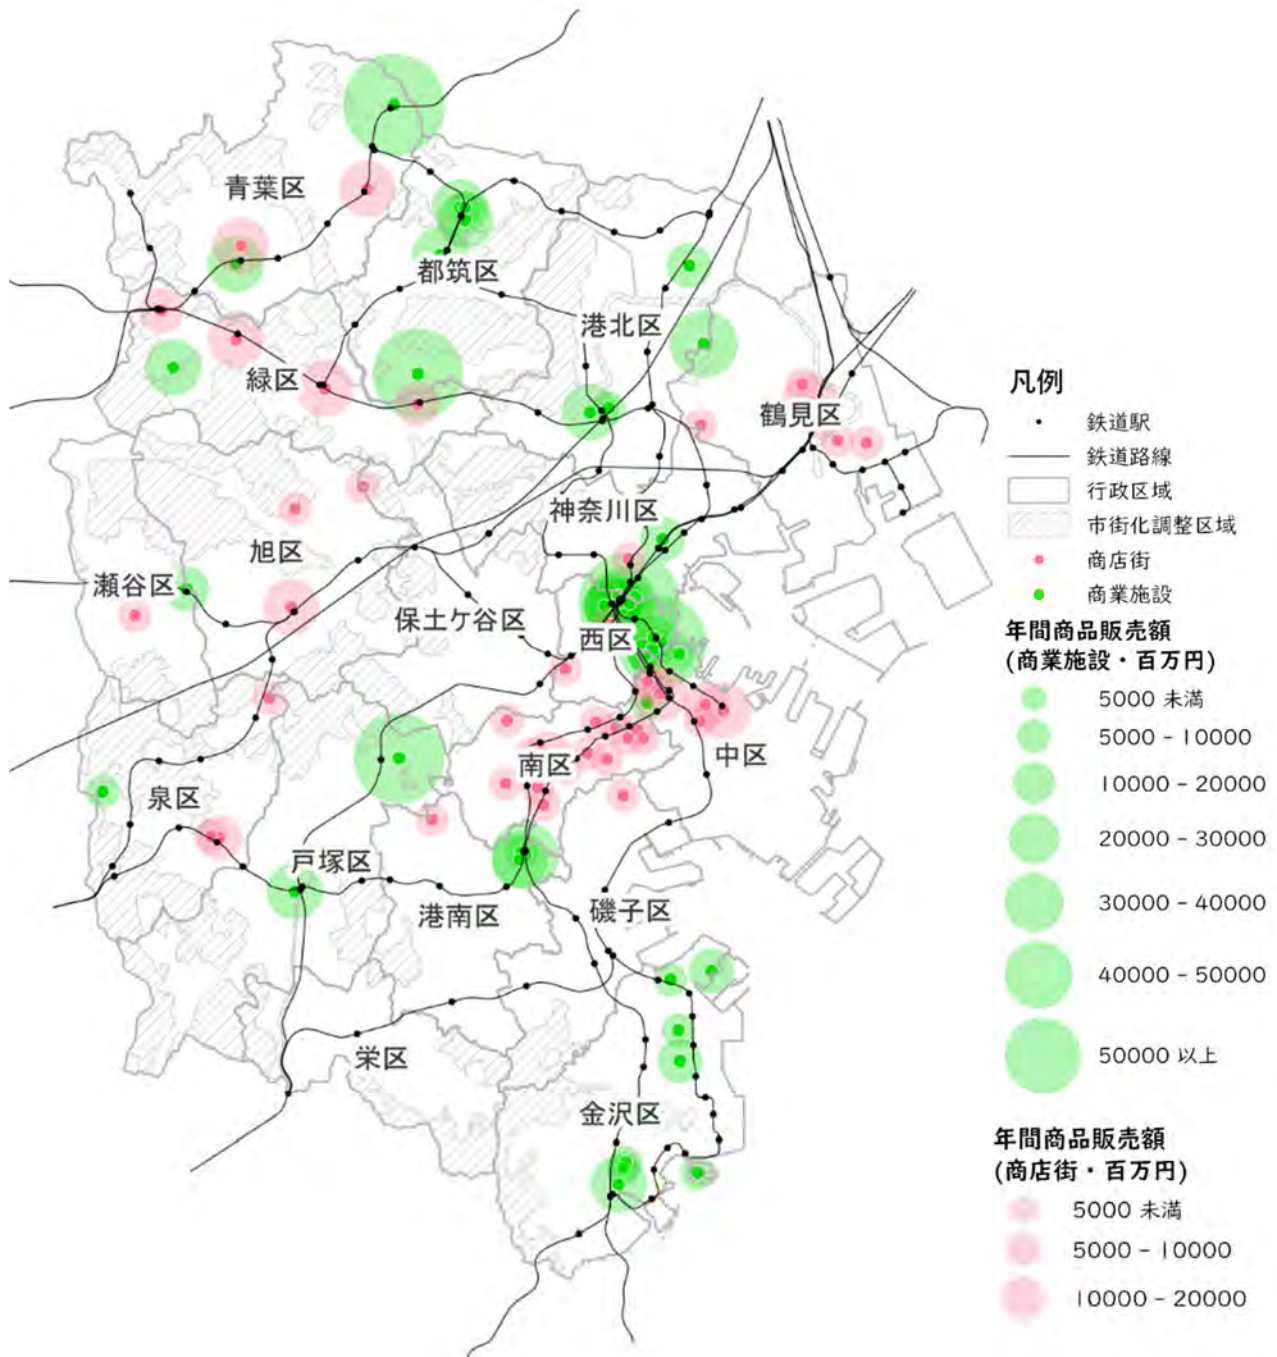 青葉区
都筑区
港北区
緑区
鶴見区
神奈川区
旭区
瀬谷区
保土ケ谷区
西区
中区
南区
泉区
戸塚区
港南区
磯子区
栄区
金沢区
凡例
鉄道駅
鉄道路線
行政区域
市街化調整区域
商店街
商業施設
年間商品販売額
(商業施設・百万円)
5000 未満
5000 - 10000
10000 - 20000
20000 - 30000
30000 - 40000
40000 - 50000
50000 以上
年間商品販売額
(商店街・百万円)
5000 未満
5000 - 10000
10000 - 20000